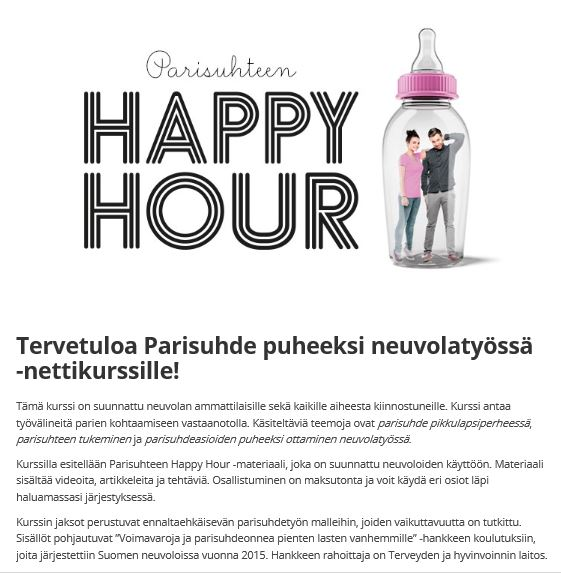 Parisuhteen
HAPPY
HOUR
Tervetuloa Parisuhde puheeksi neuvolatyössä
-nettikurssille!
Tämä kurssi on suunnattu neuvolan ammattilaisille sekä kaikille aiheesta kiinnostuneille. Kurssi antaa
työvälineitä parien kohtaamiseen vastaanotolla. Käsiteltäviä teemoja ovat parisuhde pikkulapsiperheessä,
parisuhteen tukeminen ja parisuhdeasioiden puheeksi ottaminen neuvolatyössä.
Kurssilla esitellään Parisuhteen Happy Hour -materiaali, joka on suunnattu neuvoloiden käyttöön. Materiaali
sisältää videoita, artikkeleita ja tehtäviä. Osallistuminen on maksutonta ja voit käydä eri osiot läpi
haluamassasi järjestyksessä.
Kurssin jaksot perustuvat ennaltaehkäisevän parisuhdetyön malleihin, joiden vaikuttavuutta on tutkittu.
Sisällöt pohjautuvat ”Voimavaroja ja parisuhdeonnea pienten lasten vanhemmille” -hankkeen koulutuksiin,
joita järjestettiin Suomen neuvoloissa vuonna 2015. Hankkeen rahoittaja on Terveyden ja hyvinvoinnin laitos.